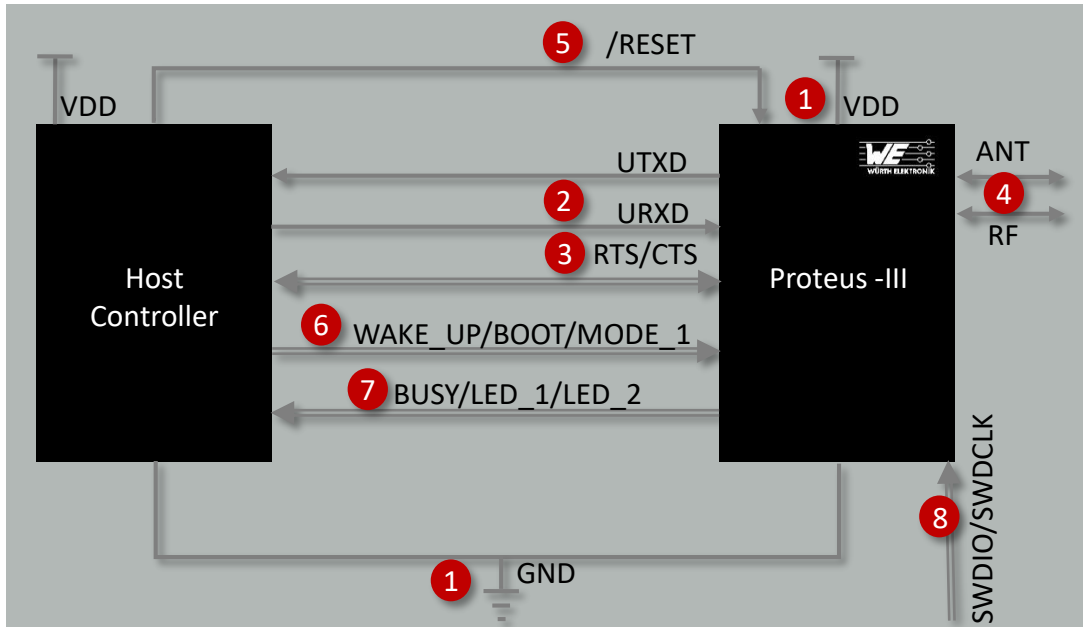 5 /RESET
VDD
1 VDD
WE
WÜRTH ELEKTRONIK
UTXD
ANT
2 URXD
4
RF
3 RTS/CTS
Host
Controller
Proteus -III
6 WAKE_UP/BOOT/MODE_1
7 BUSY/LED_1/LED_2
8 SWDIO/SWDCLK
1 GND